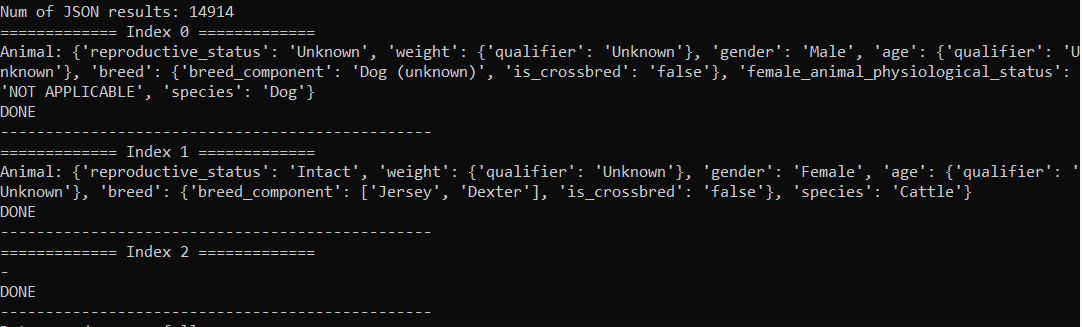 Num of JSON results: 14914
============= Index 0 =============
Animal: {'reproductive_status': 'Unknown', 'weight': {'qualifier': 'Unknown'}, 'gender': 'Male', 'age': {'qualifier': 'U
nknown'}, 'breed': {'breed_component': 'Dog (unknown)', 'is_crossbred': 'false'}, 'female_animal_physiological_status':
'NOT APPLICABLE', 'species': 'Dog'}
DONE
------------------------------------------------
============= Index 1 =============
Animal: {'reproductive_status': 'Intact', 'weight': {'qualifier': 'Unknown'}, 'gender': 'Female', 'age': {'qualifier': '
Unknown'}, 'breed': {'breed_component': ['Jersey', 'Dexter'], 'is_crossbred': 'false'}, 'species': 'Cattle'}
DONE
------------------------------------------------
============= Index 2 =============
-
DONE
------------------------------------------------